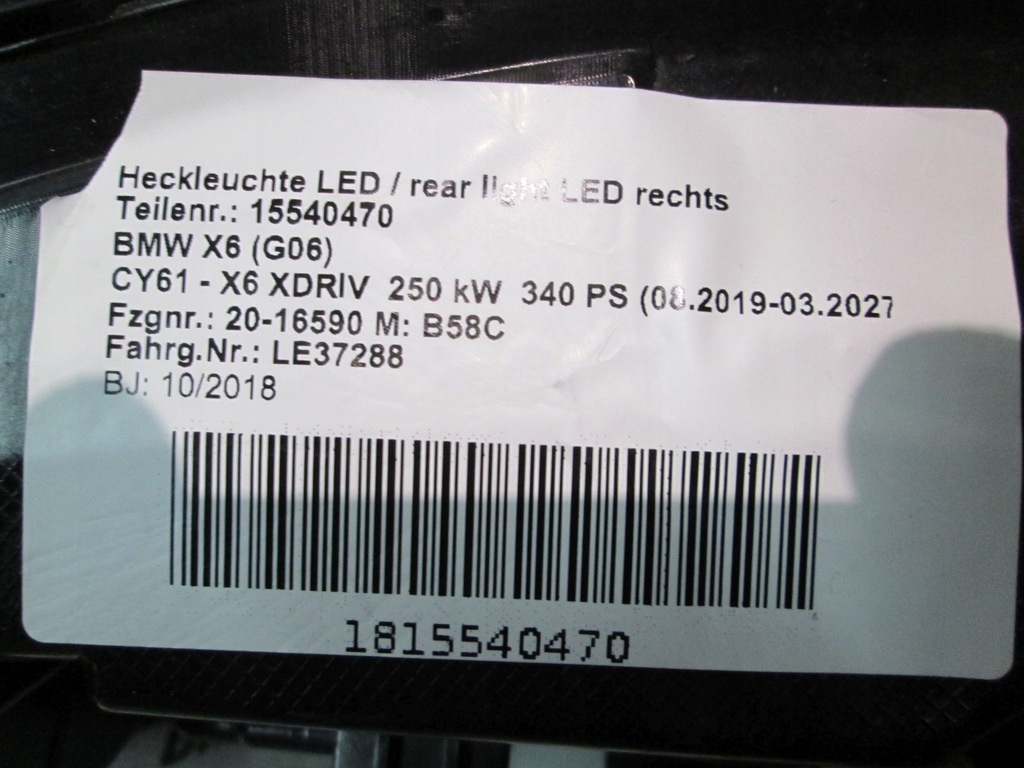 Heckleuchte LED / rear light LED rechts
Teilenr.: 15540470
BMW X6 (G06)
CY61 - X6 XDRIV 250 kW 340 PS (08.2019-03.2027
Fzgnr.: 20-16590 M: B58C
Fahrg.Nr.: LE37288
BJ: 10/2018
1815540470